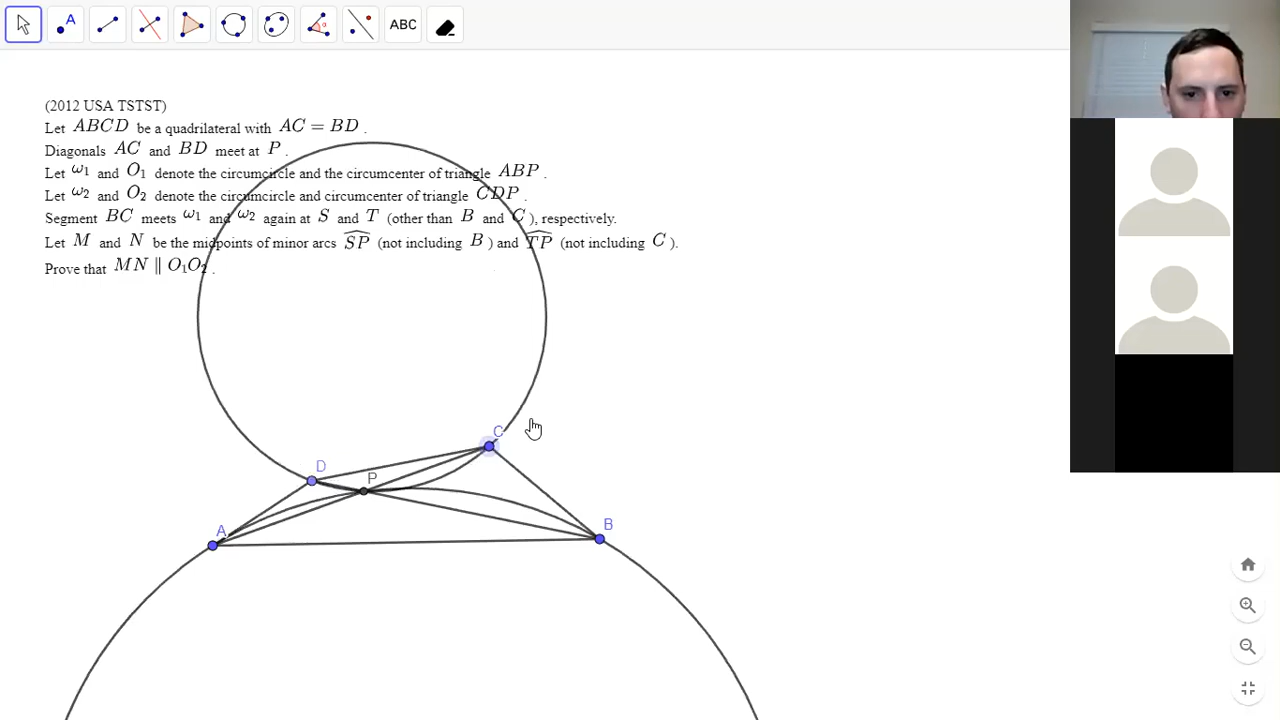 A
ABC
(2012 USA TSTST)
Let ABCD be a quadrilateral with AC = BD .
Diagonals AC and BD meet at P .
Let ω₁ and O₁ denote the circumcircle and the circumcenter of triangle ABP .
Let ω₂ and O₂ denote the circumcircle and circumcenter of triangle CDP .
Segment BC meets ω₁ and ω₂ again at S and T (other than B and C ), respectively.
Let M and N be the midpoints of minor arcs S͡P (not including B ) and T͡P (not including C ).
Prove that MN ∥ O₁O₂ .
C
D
P
A
B